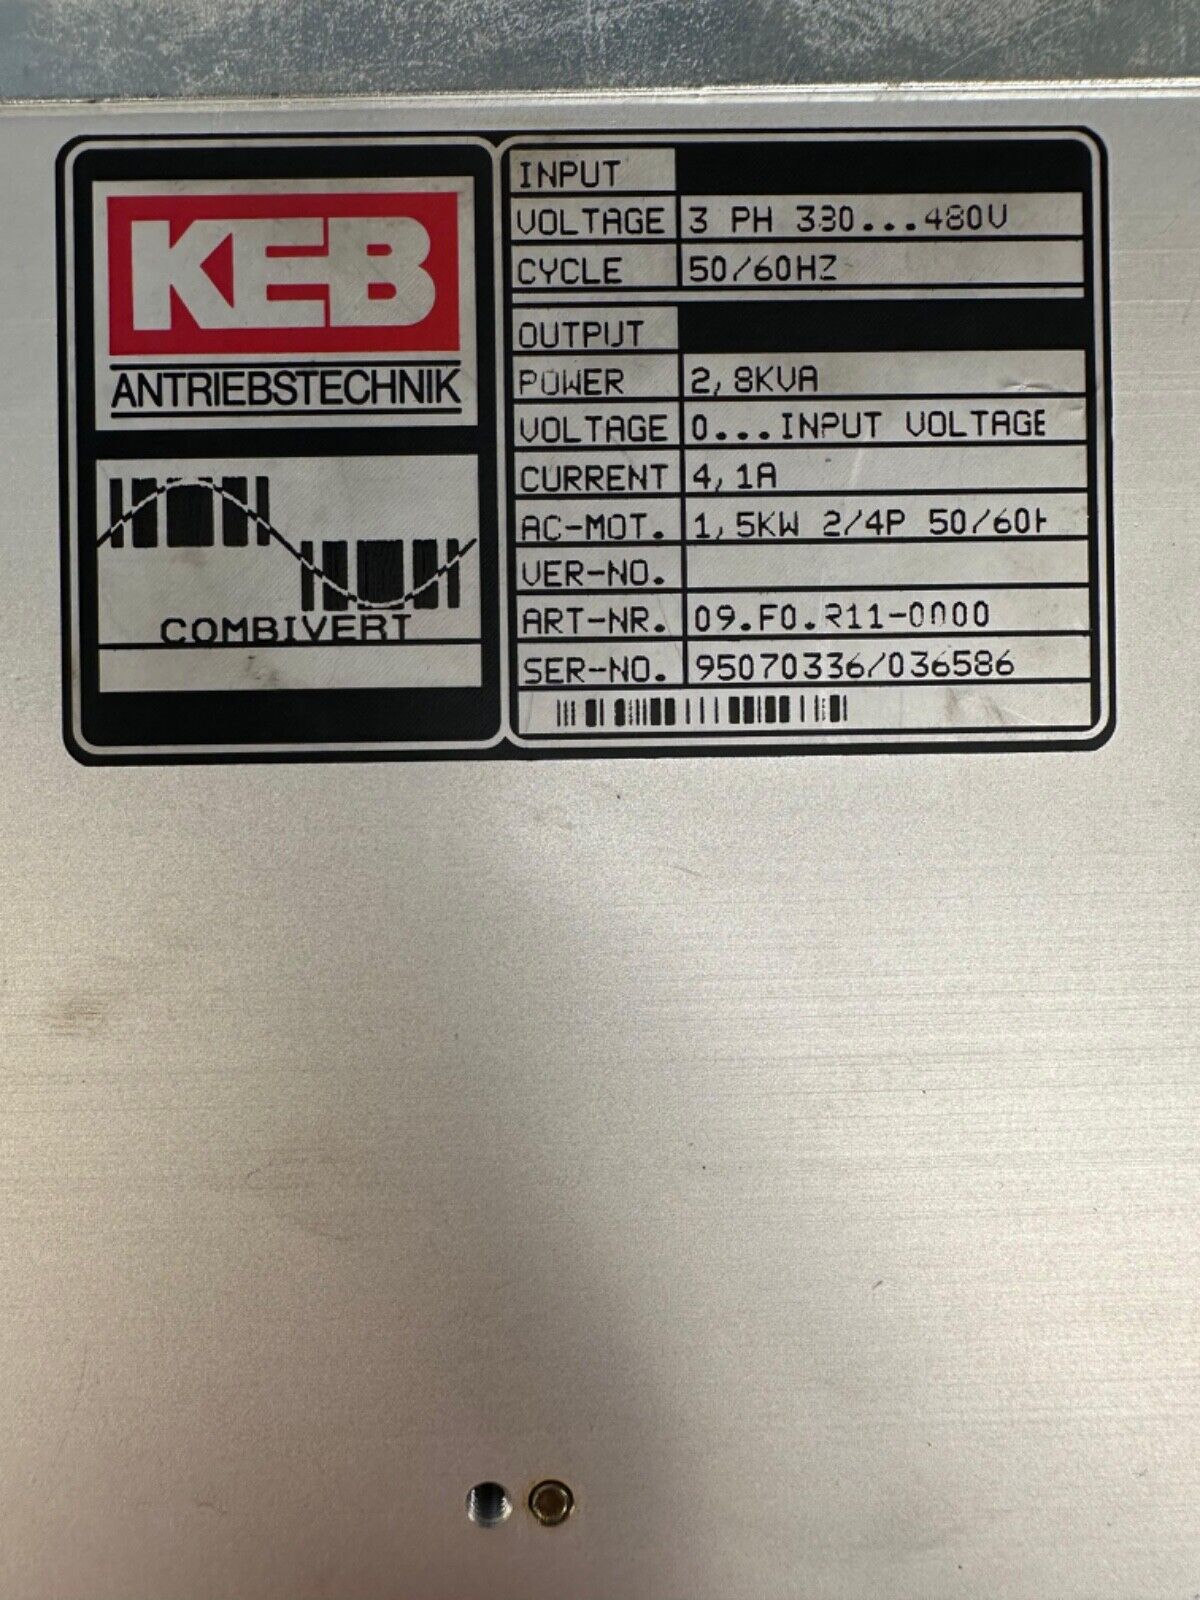 KEB
ANTRIEBSTECHNIK
COMBIVERT
INPUT
VOLTAGE 3 PH 380...480V
CYCLE 50/60HZ
OUTPUT
POWER 2,8KVA
VOLTAGE 0...INPUT VOLTAGE
CURRENT 4,1A
AC-MOT. 1,5KW 2/4P 50/60H
VER-NO.
ART-NR. 09.F0.R11-0000
SER-NO. 95070336/036586